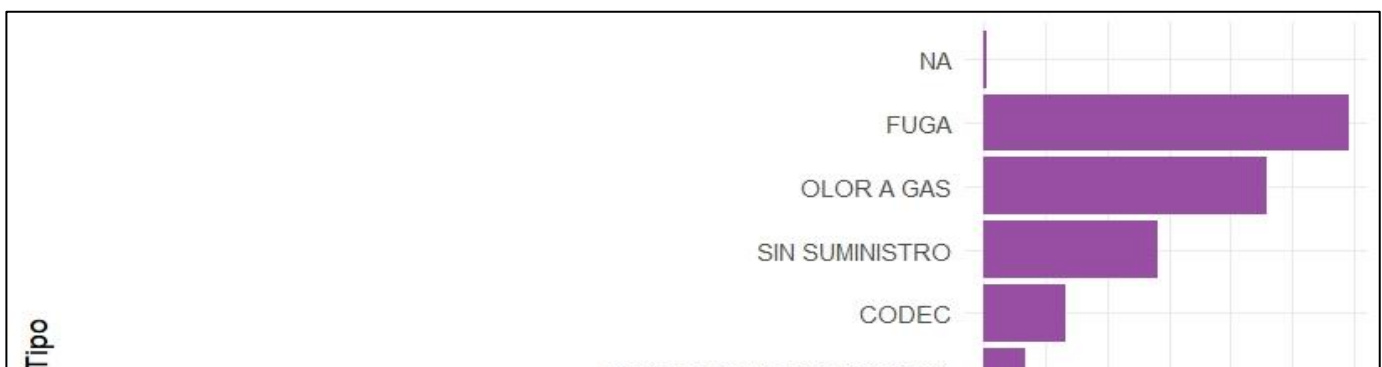 NA
FUGA
OLOR A GAS
SIN SUMINISTRO
CODEC
Tipo